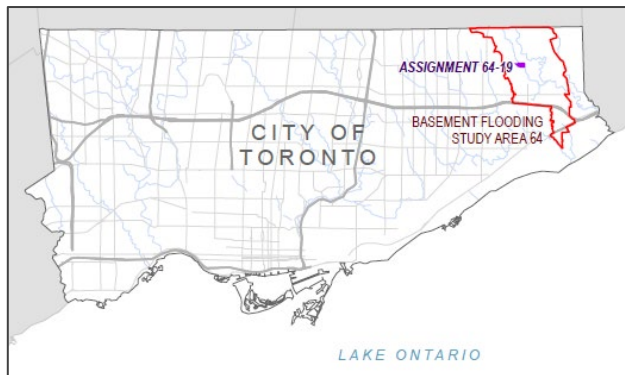 ASSIGNMENT 64-19
BASEMENT FLOODING
STUDY AREA 64
CITY OF
TORONTO
LAKE ONTARIO